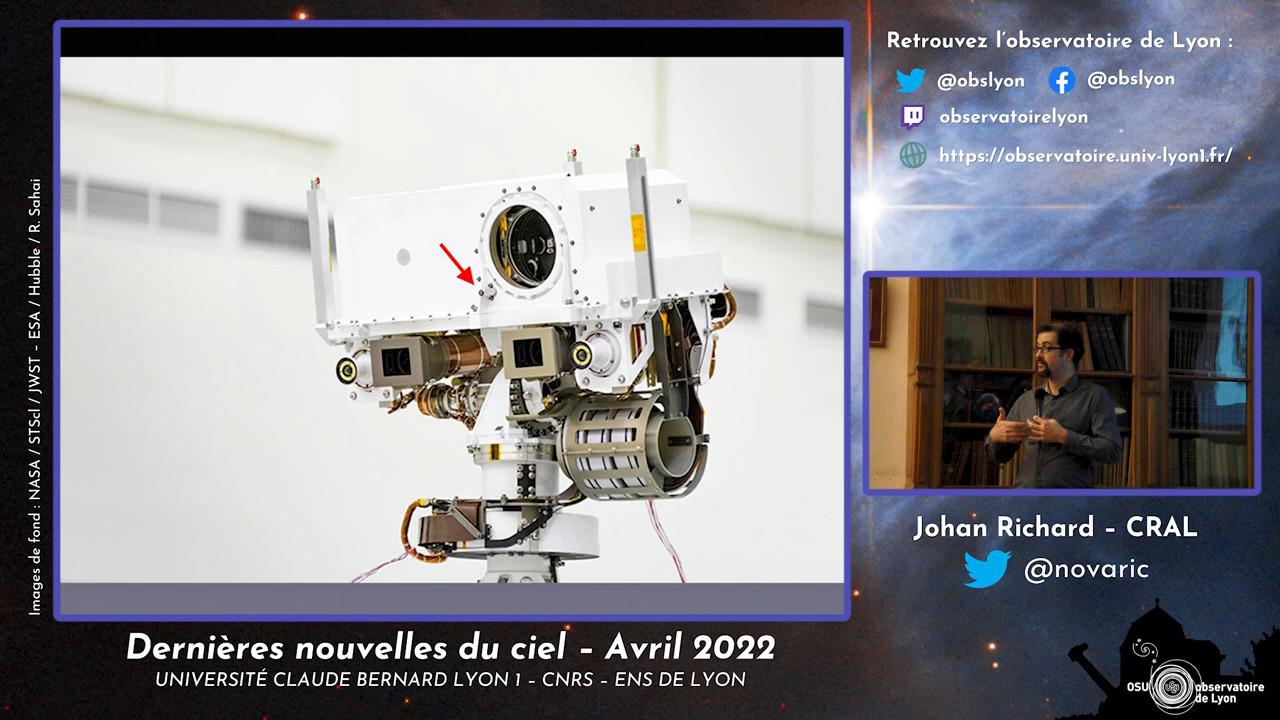 Retrouvez l'observatoire de Lyon :
@obslyon
@obslyon
observatoirelyon
https://observatoire.univ-lyon1.fr/
Images de fond : NASA / STScI / JWST - ESA / Hubble / R. Sahai
Johan Richard - CRAL
@novaric
Dernières nouvelles du ciel - Avril 2022
UNIVERSITÉ CLAUDE BERNARD LYON 1 - CNRS - ENS DE LYON
OSU observatoire
de Lyon